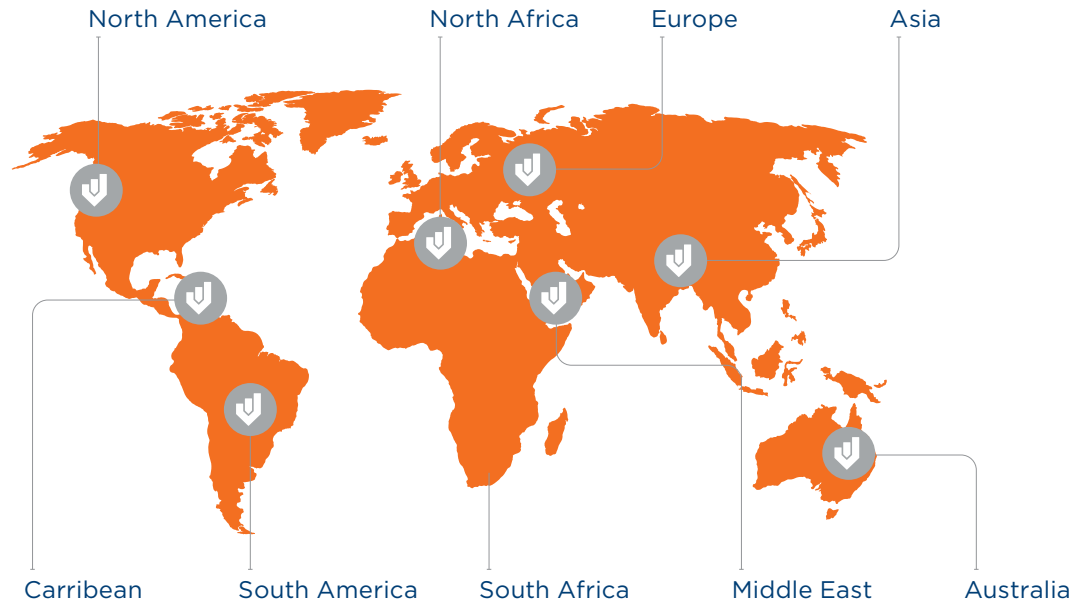 North America
North Africa
Europe
Asia
Carribean
South America
South Africa
Middle East
Australia